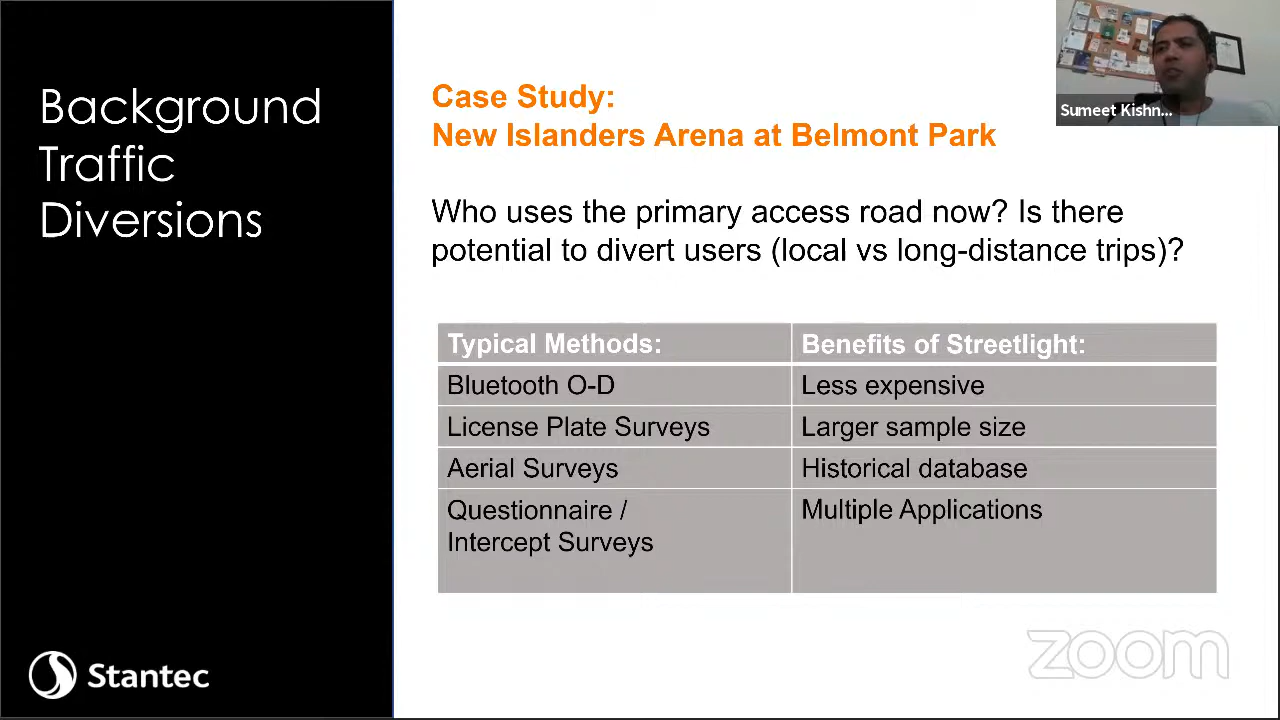 Background
Traffic
Diversions
Case Study:
New Islanders Arena at Belmont Park
Who uses the primary access road now? Is there
potential to divert users (local vs long-distance trips)?
Typical Methods:
Benefits of Streetlight:
Bluetooth O-D
Less expensive
License Plate Surveys
Larger sample size
Aerial Surveys
Historical database
Questionnaire /
Intercept Surveys
Multiple Applications
Sumeet Kishn...
Stantec
zoom